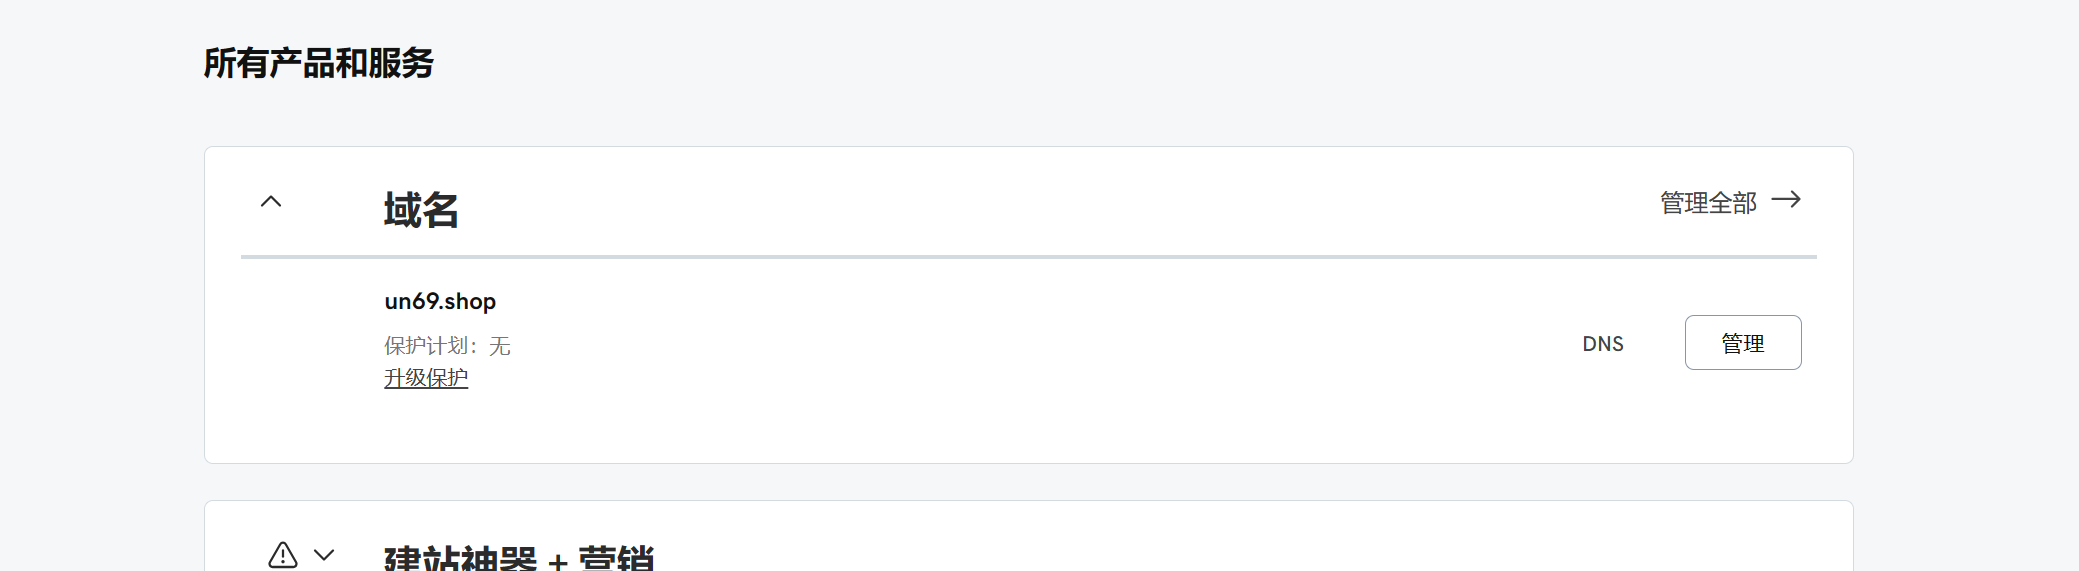 所有产品和服务
域名
管理全部
un69.shop
保护计划：无
升级保护
DNS
管理
建站神器 + 营销